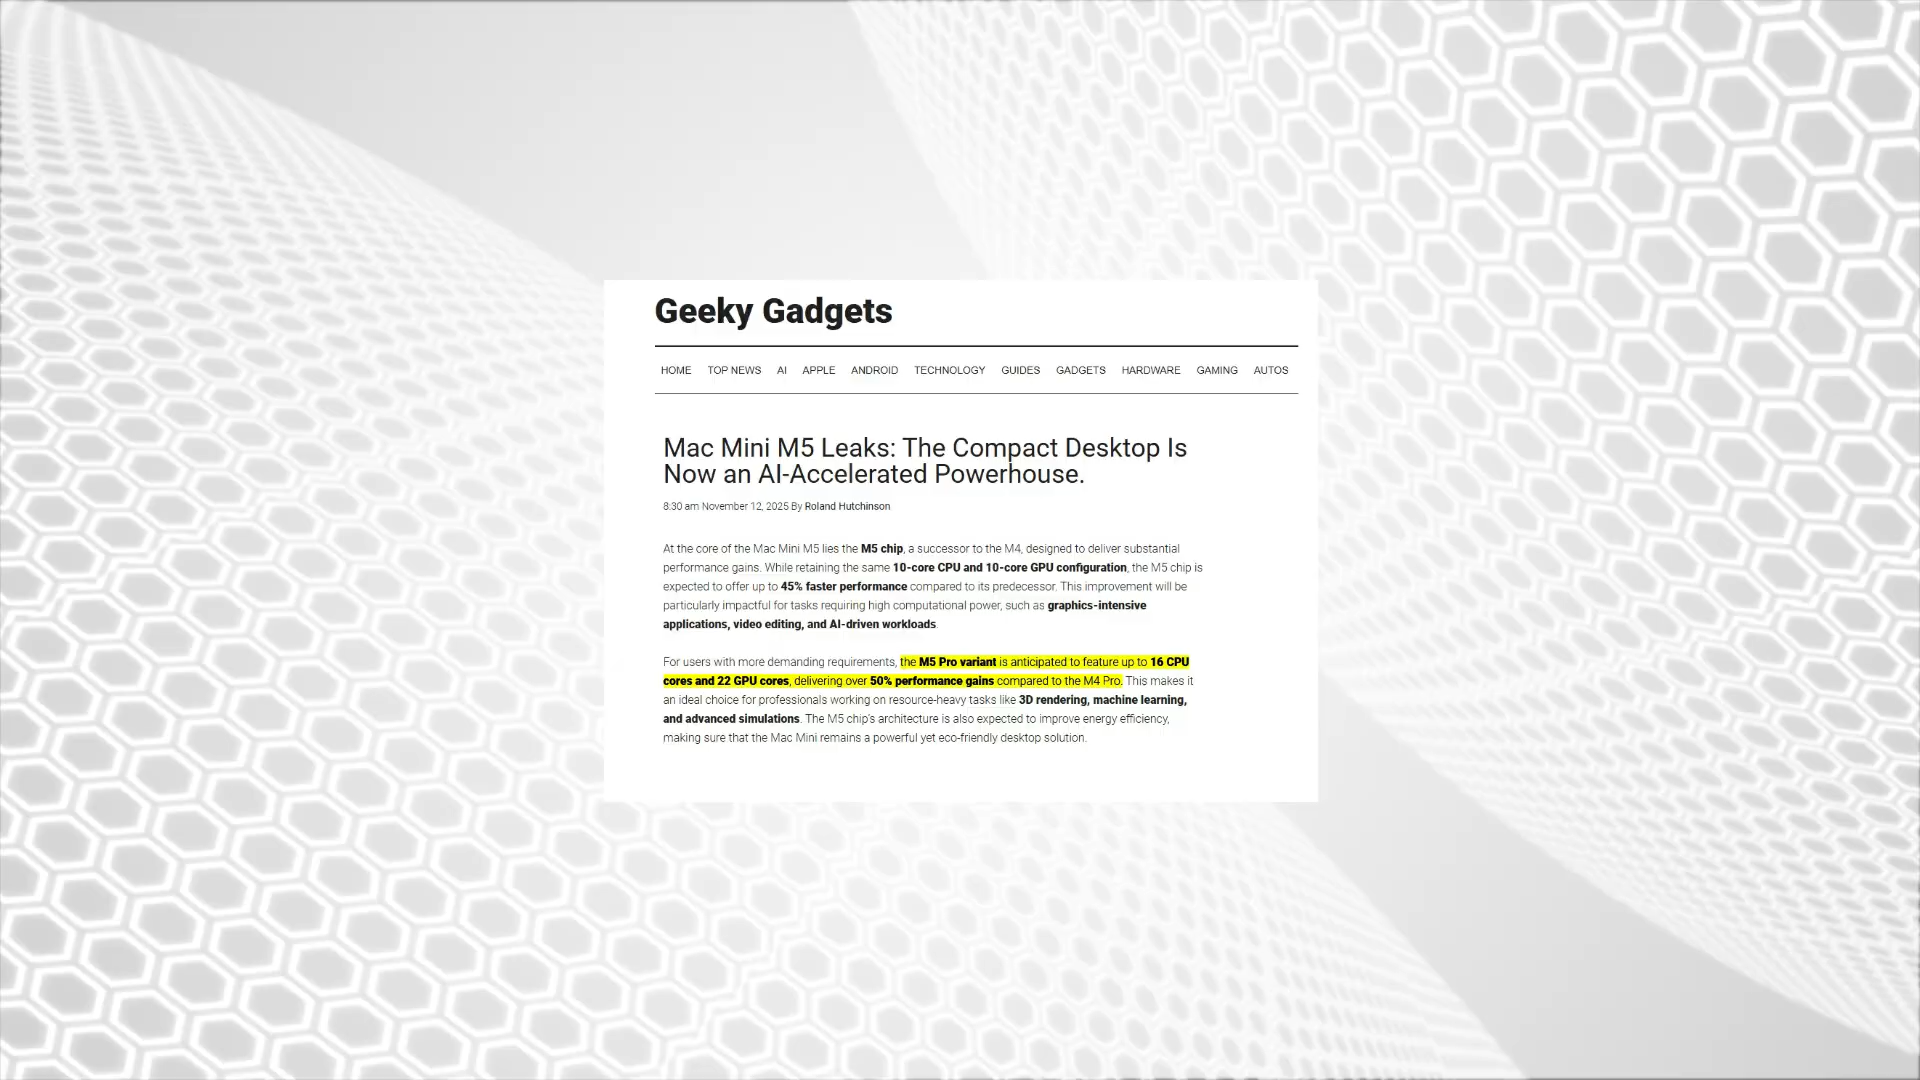 Geeky Gadgets
HOME TOP NEWS AI APPLE ANDROID TECHNOLOGY GUIDES GADGETS HARDWARE GAMING AUTOS
Mac Mini M5 Leaks: The Compact Desktop Is
Now an AI-Accelerated Powerhouse.
8:30 am November 12, 2025 By Roland Hutchinson
At the core of the Mac Mini M5 lies the M5 chip, a successor to the M4, designed to deliver substantial
performance gains. While retaining the same 10-core CPU and 10-core GPU configuration, the M5 chip is
expected to offer up to 45% faster performance compared to its predecessor. This improvement will be
particularly impactful for tasks requiring high computational power, such as graphics-intensive
applications, video editing, and AI-driven workloads
For users with more demanding requirements, the M5 Pro variant is anticipated to feature up to 16 CPU
cores and 22 GPU cores, delivering over 50% performance gains compared to the M4 Pro. This makes it
an ideal choice for professionals working on resource-heavy tasks like 3D rendering, machine learning,
and advanced simulations. The M5 chip's architecture is also expected to improve energy efficiency,
making sure that the Mac Mini remains a powerful yet eco-friendly desktop solution.